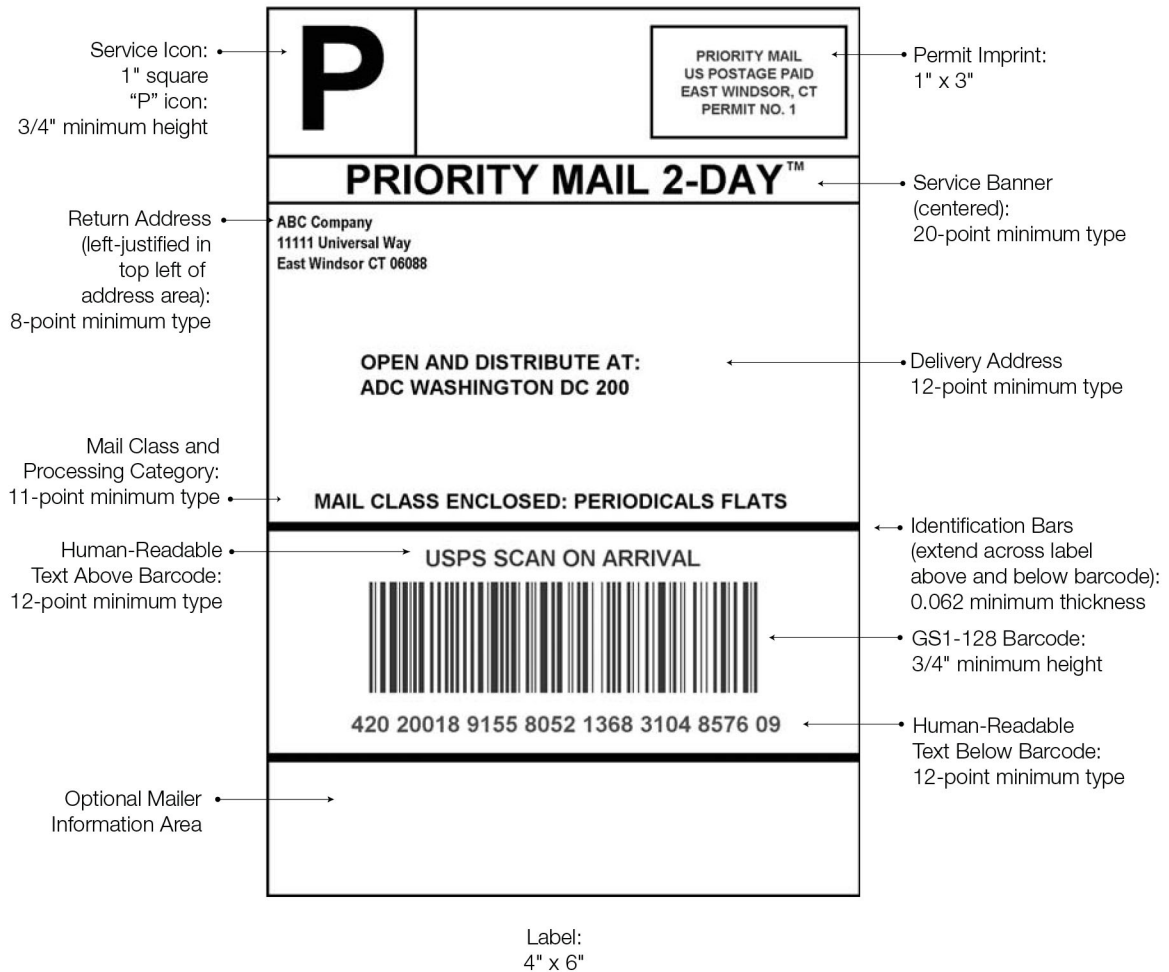 Service Icon:
1" square
“P” icon:
3/4" minimum height
P
PRIORITY MAIL
US POSTAGE PAID
EAST WINDSOR, CT
PERMIT NO. 1
Permit Imprint:
1" x 3"
PRIORITY MAIL 2-DAY™
Service Banner
(centered):
20-point minimum type
Return Address
(left-justified in
top left of
address area):
8-point minimum type
ABC Company
11111 Universal Way
East Windsor CT 06088
OPEN AND DISTRIBUTE AT:
ADC WASHINGTON DC 200
Delivery Address
12-point minimum type
Mail Class and
Processing Category:
11-point minimum type
MAIL CLASS ENCLOSED: PERIODICALS FLATS
Identification Bars
(extend across label
above and below barcode):
0.062 minimum thickness
Human-Readable
Text Above Barcode:
12-point minimum type
USPS SCAN ON ARRIVAL
GS1-128 Barcode:
3/4" minimum height
420 20018 9155 8052 1368 3104 8576 09
Human-Readable
Text Below Barcode:
12-point minimum type
Optional Mailer
Information Area
Label:
4" x 6"